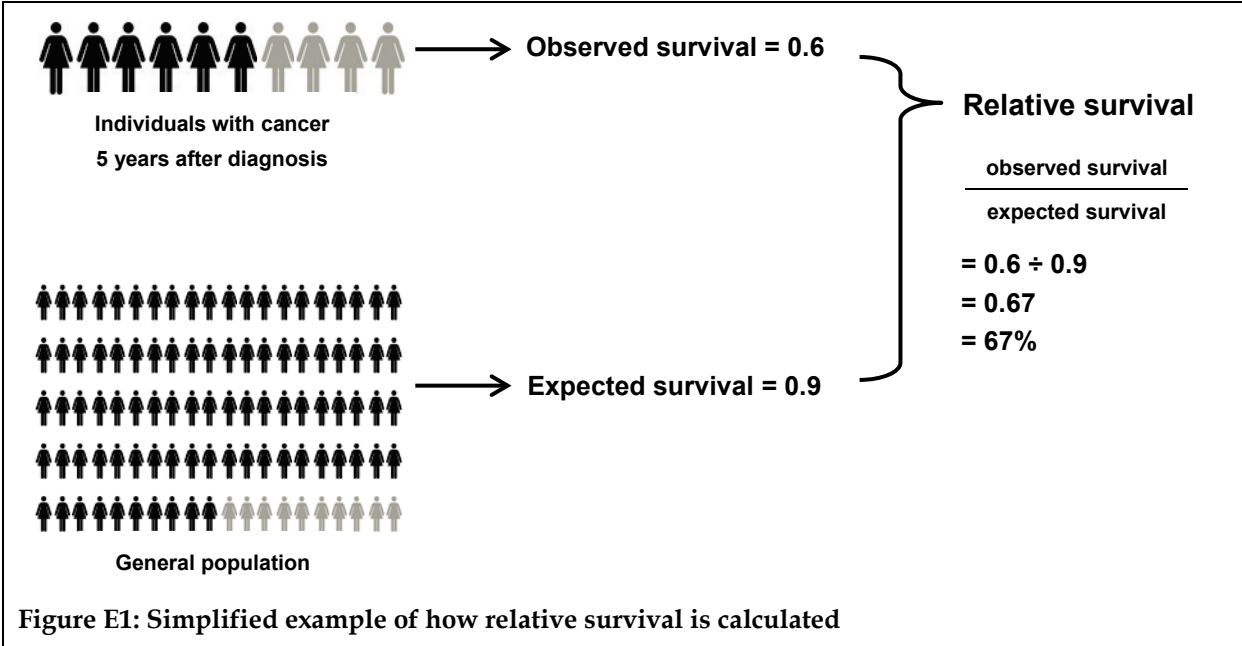 Observed survival = 0.6
Individuals with cancer
5 years after diagnosis
Relative survival
observed survival
expected survival
= 0.6 ÷ 0.9
= 0.67
= 67%
Expected survival = 0.9
General population
Figure E1: Simplified example of how relative survival is calculated